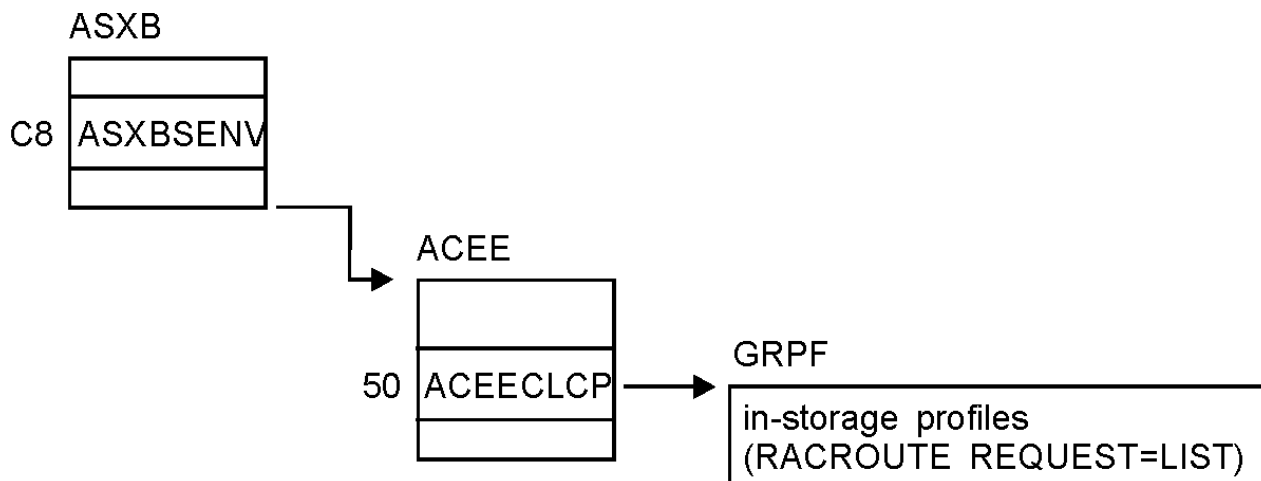 ASXB
C8 ASXBSENV
ACEE
50 ACEECLCP
GRPF
in-storage profiles
(RACROUTE REQUEST=LIST)